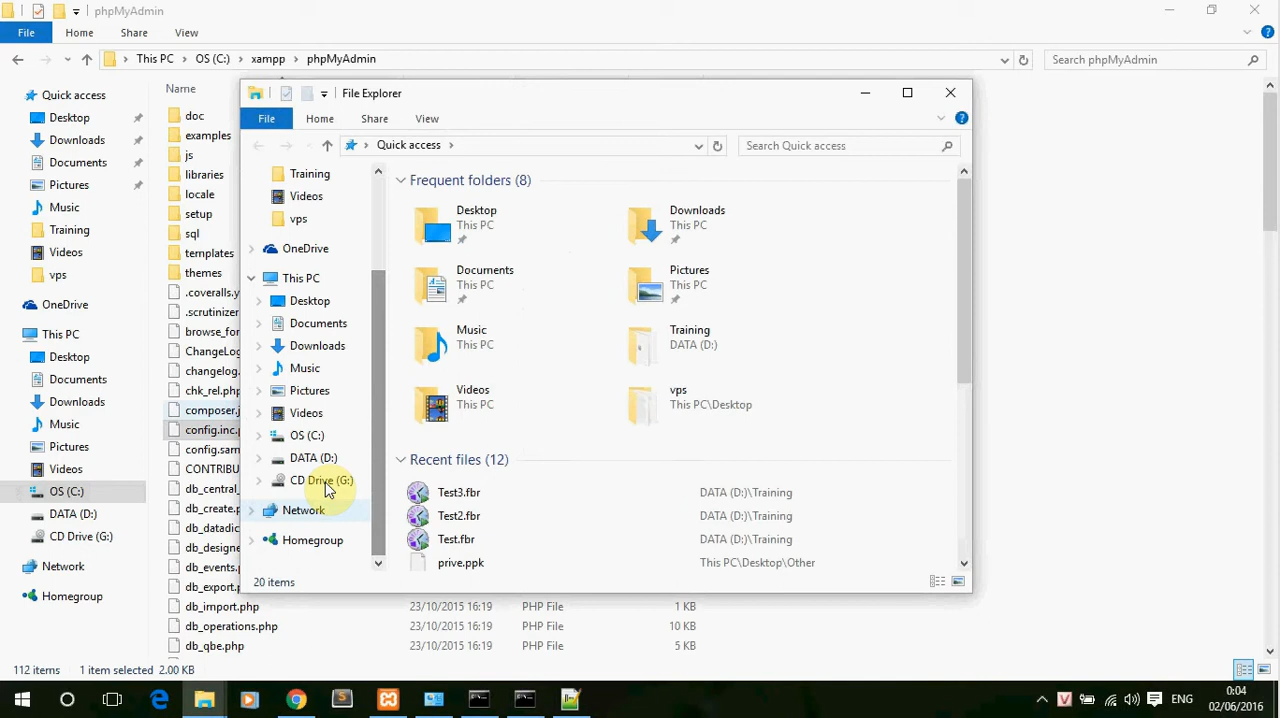 phpMyAdmin
File Home Share View
This PC OS (C:) xampp phpMyAdmin
Search phpMyAdmin
Quick access
Desktop
Downloads
Documents
Pictures
Music
Training
Videos
vps
OneDrive
This PC
Desktop
Documents
Downloads
Music
Pictures
Videos
OS (C:)
DATA (D:)
CD Drive (G:)
Network
Homegroup
doc
examples
js
libraries
locale
setup
sql
templates
themes
.coveralls.y
.scrutinizer
browse_for
ChangeLog
changelog.
chk_rel.php
composer.j
config.inc.p
config.sam
CONTRIBU
db_central_
db_create.p
db_datadic
db_designe
db_events.p
db_export.p
db_import.php 23/10/2015 16:19 PHP File 1 KB
db_operations.php 23/10/2015 16:19 PHP File 10 KB
db_qbe.php 23/10/2015 16:19 PHP File 5 KB
112 items 1 item selected 2.00 KB
File Explorer
File Home Share View
Quick access
Search Quick access
Training
Videos
vps
OneDrive
This PC
Desktop
Documents
Downloads
Music
Pictures
Videos
OS (C:)
DATA (D:)
CD Drive (G:)
Network
Homegroup
Frequent folders (8)
Desktop
This PC
Downloads
This PC
Documents
This PC
Pictures
This PC
Music
This PC
Training
DATA (D:)
Videos
This PC
vps
This PC\Desktop
Recent files (12)
Test3.fbr DATA (D:)\Training
Test2.fbr DATA (D:)\Training
Test.fbr DATA (D:)\Training
prive.ppk This PC\Desktop\Other
20 items
ENG
:04
02/06/2016